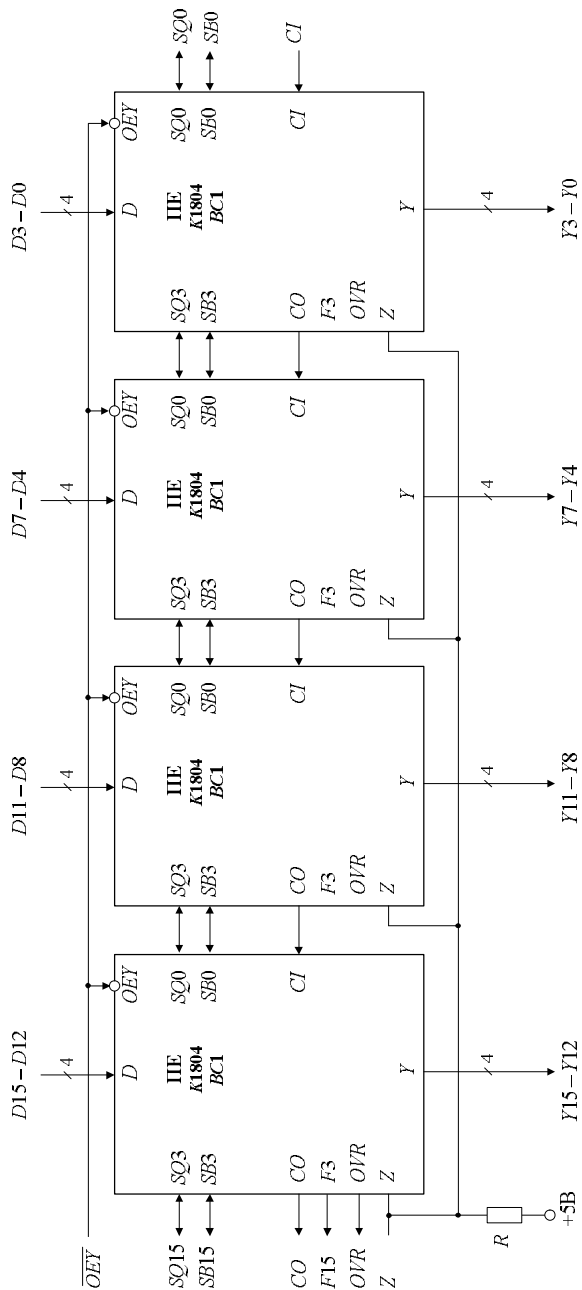 D15–D12
D11–D8
D7–D4
D3–D0
4
4
4
4
OEY
OEY
OEY
OEY
OEY
D
D
D
D
SQ15
SQ3
ПЕ
SQ0
SQ3
ПЕ
SQ0
SQ3
ПЕ
SQ0
SQ3
ПЕ
SQ0
SQ0
SB15
SB3
К1804
SB0
SB3
К1804
SB0
SB3
К1804
SB0
SB3
К1804
SB0
SB0
ВС1
ВС1
ВС1
ВС1
CO
CO
CI
CO
CI
CO
CI
CO
CI
CI
F15
F3
F3
F3
F3
OVR
OVR
OVR
OVR
OVR
Z
Z
Y
Z
Y
Z
Y
Z
Y
4
4
4
4
R
+5В
Y15–Y12
Y11–Y8
Y7–Y4
Y3–Y0